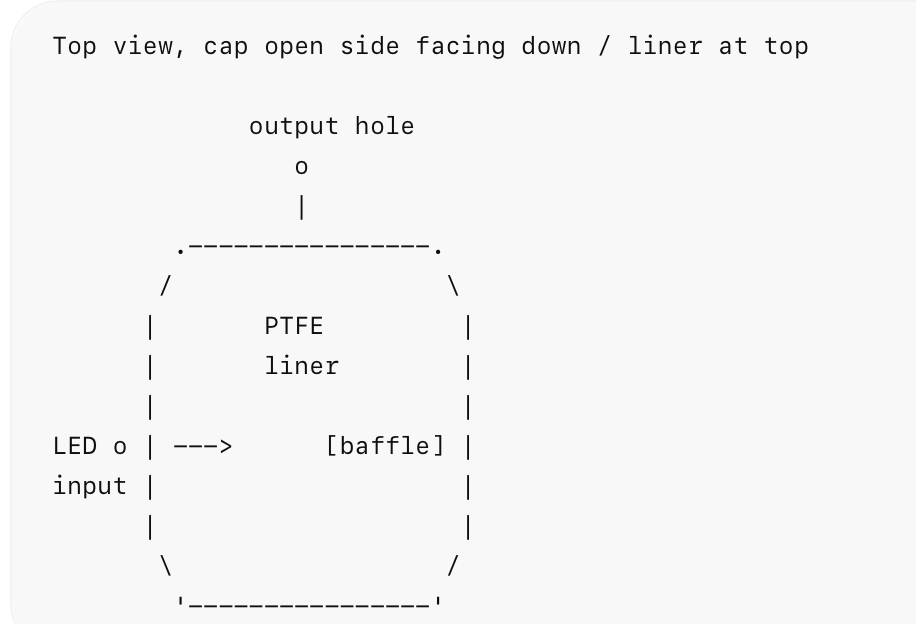 Top view, cap open side facing down / liner at top
output hole
o
|
.----------------.
/ \
| PTFE |
| liner |
| |
LED o | ---> [baffle] |
input | |
| |
\ /
'----------------'